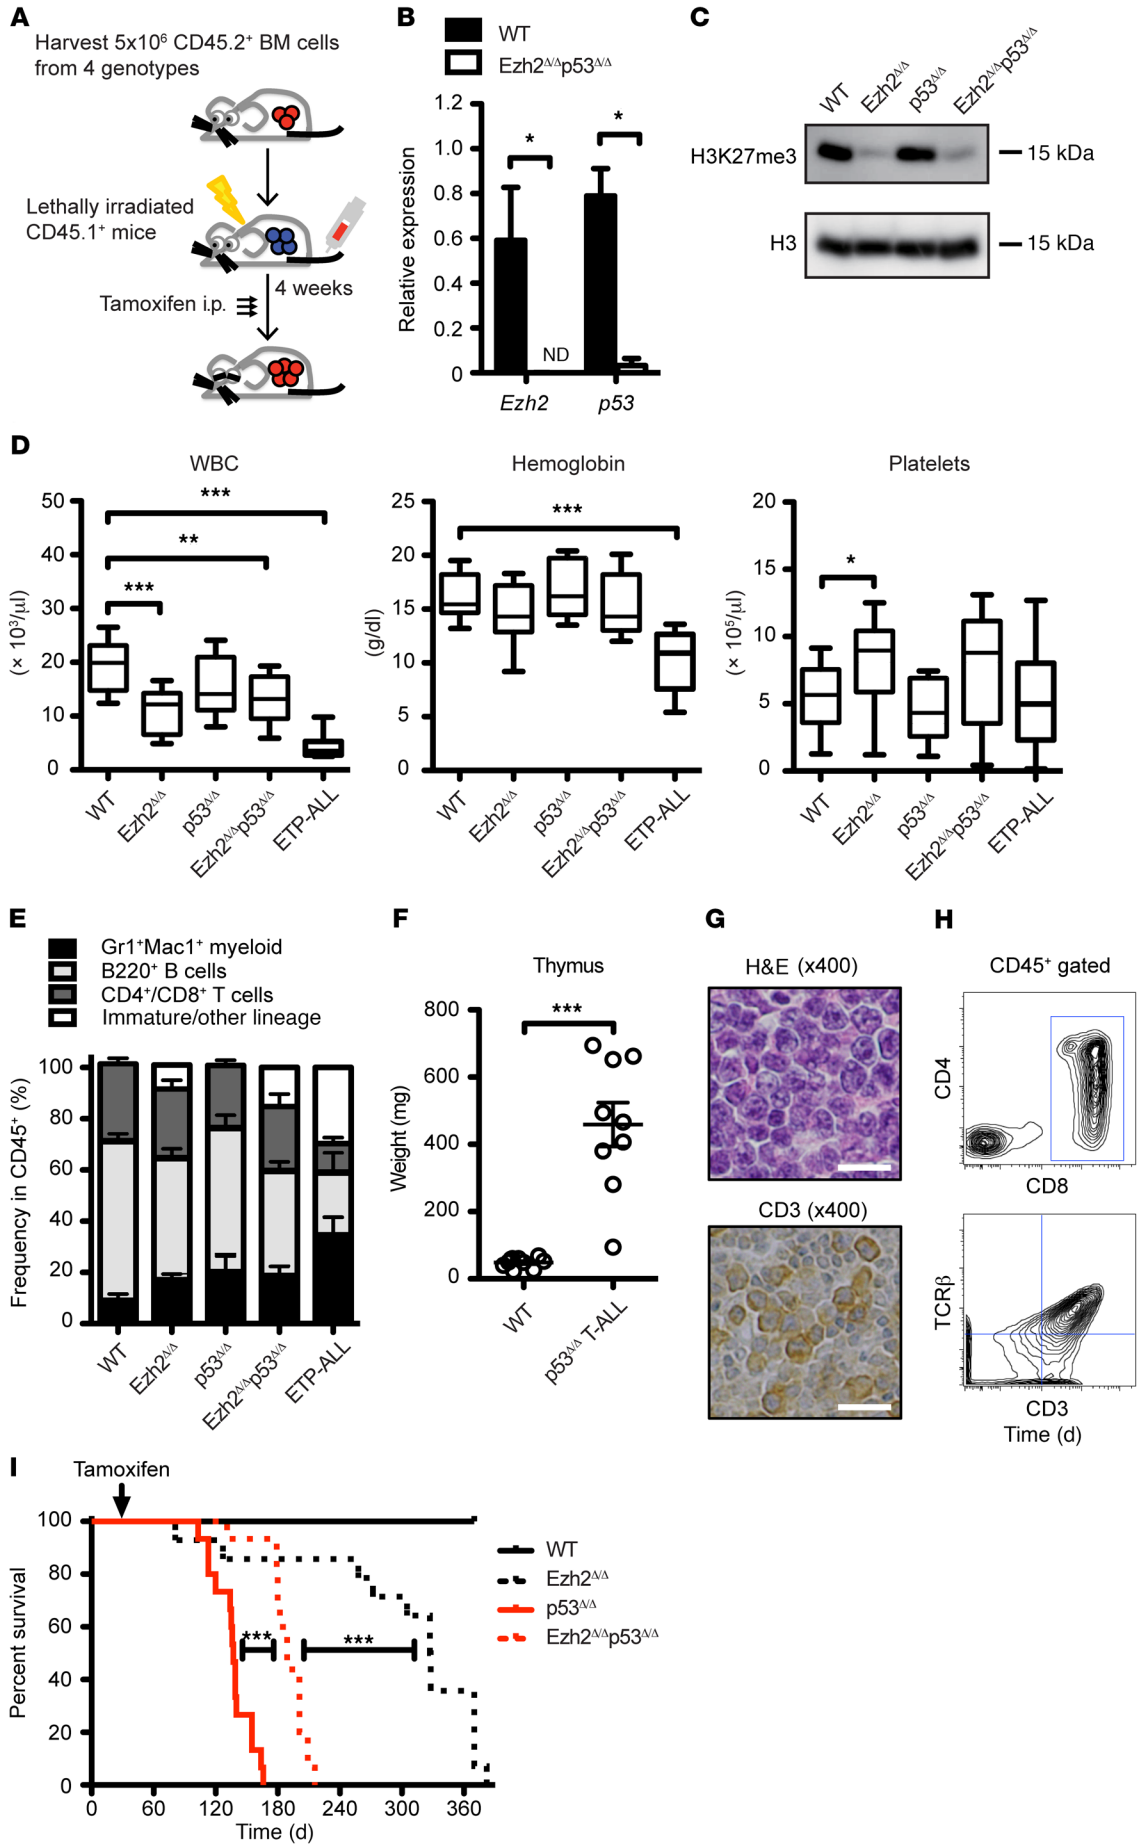 A
Harvest 5x10⁶ CD45.2⁺ BM cells
from 4 genotypes
Lethally irradiated
CD45.1⁺ mice
4 weeks
Tamoxifen i.p.
B
WT
Ezh2Δ/Δp53Δ/Δ
Relative expression
1.2
1.0
0.8
0.6
0.4
0.2
0
*
*
ND
Ezh2
p53
C
WT
Ezh2Δ/Δ
p53Δ/Δ
Ezh2Δ/Δp53Δ/Δ
H3K27me3
15 kDa
H3
15 kDa
D
WBC
(× 10³/μl)
50
40
30
20
10
0
***
**
***
WT
Ezh2Δ/Δ
p53Δ/Δ
Ezh2Δ/Δp53Δ/Δ
ETP-ALL
Hemoglobin
(g/dl)
25
20
15
10
5
0
***
WT
Ezh2Δ/Δ
p53Δ/Δ
Ezh2Δ/Δp53Δ/Δ
ETP-ALL
Platelets
(× 10⁵/μl)
20
15
10
5
0
*
WT
Ezh2Δ/Δ
p53Δ/Δ
Ezh2Δ/Δp53Δ/Δ
ETP-ALL
E
Gr1⁺Mac1⁺ myeloid
B220⁺ B cells
CD4⁺/CD8⁺ T cells
Immature/other lineage
Frequency in CD45⁺ (%)
100
80
60
40
20
0
WT
Ezh2Δ/Δ
p53Δ/Δ
Ezh2Δ/Δp53Δ/Δ
ETP-ALL
F
Thymus
Weight (mg)
800
600
400
200
0
***
WT
p53Δ/Δ T-ALL
G
H&E (x400)
CD3 (x400)
H
CD45⁺ gated
CD4
CD8
TCRβ
CD3
Time (d)
I
Tamoxifen
Percent survival
100
80
60
40
20
0
***
***
0 60 120 180 240 300 360
Time (d)
WT
Ezh2Δ/Δ
p53Δ/Δ
Ezh2Δ/Δp53Δ/Δ